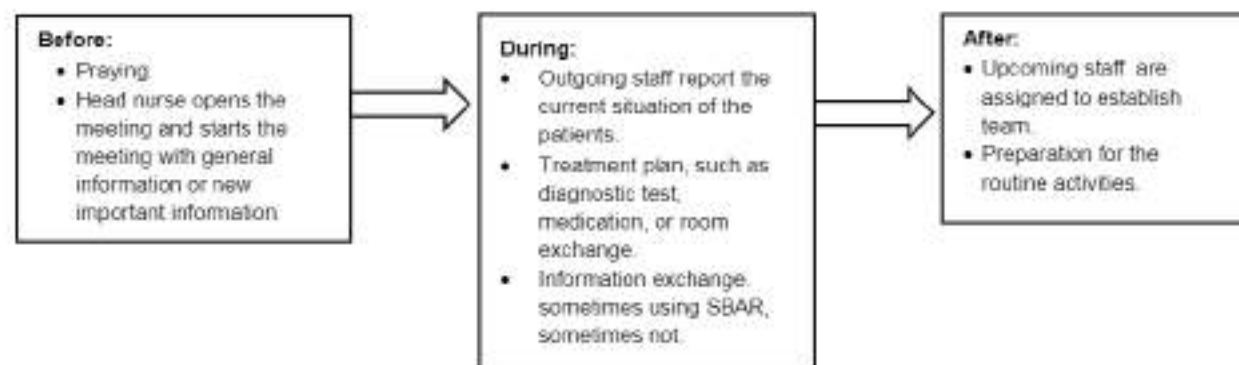 Before:
• Praying
• Head nurse opens the
meeting and starts the
meeting with general
information or new
important information
During:
• Outgoing staff report the
current situation of the
patients.
• Treatment plan, such as
diagnostic test,
medication, or room
exchange.
• Information exchange.
sometimes using SBAR,
sometimes not.
After:
• Upcoming staff are
assigned to establish
team.
• Preparation for the
routine activities.